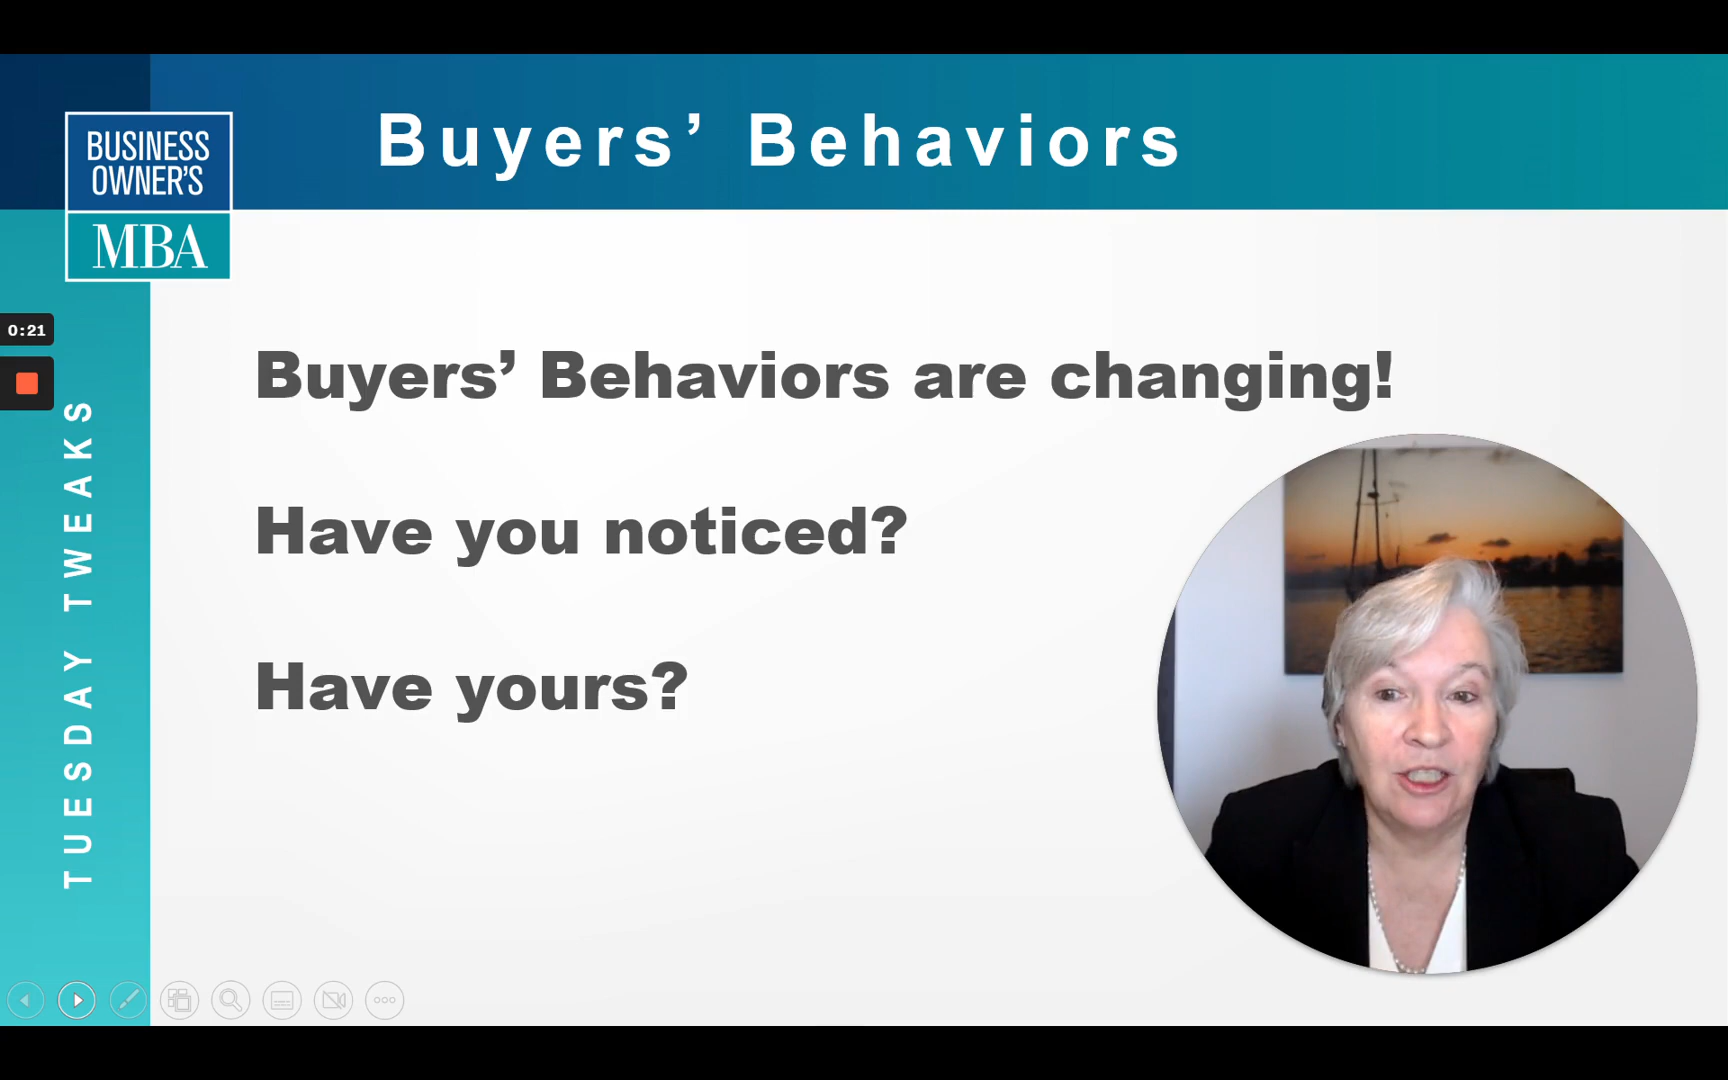 Buyers’ Behaviors
BUSINESS
OWNER’S
MBA
0:21
TUESDAY TWEAKS
Buyers’ Behaviors are changing!
Have you noticed?
Have yours?